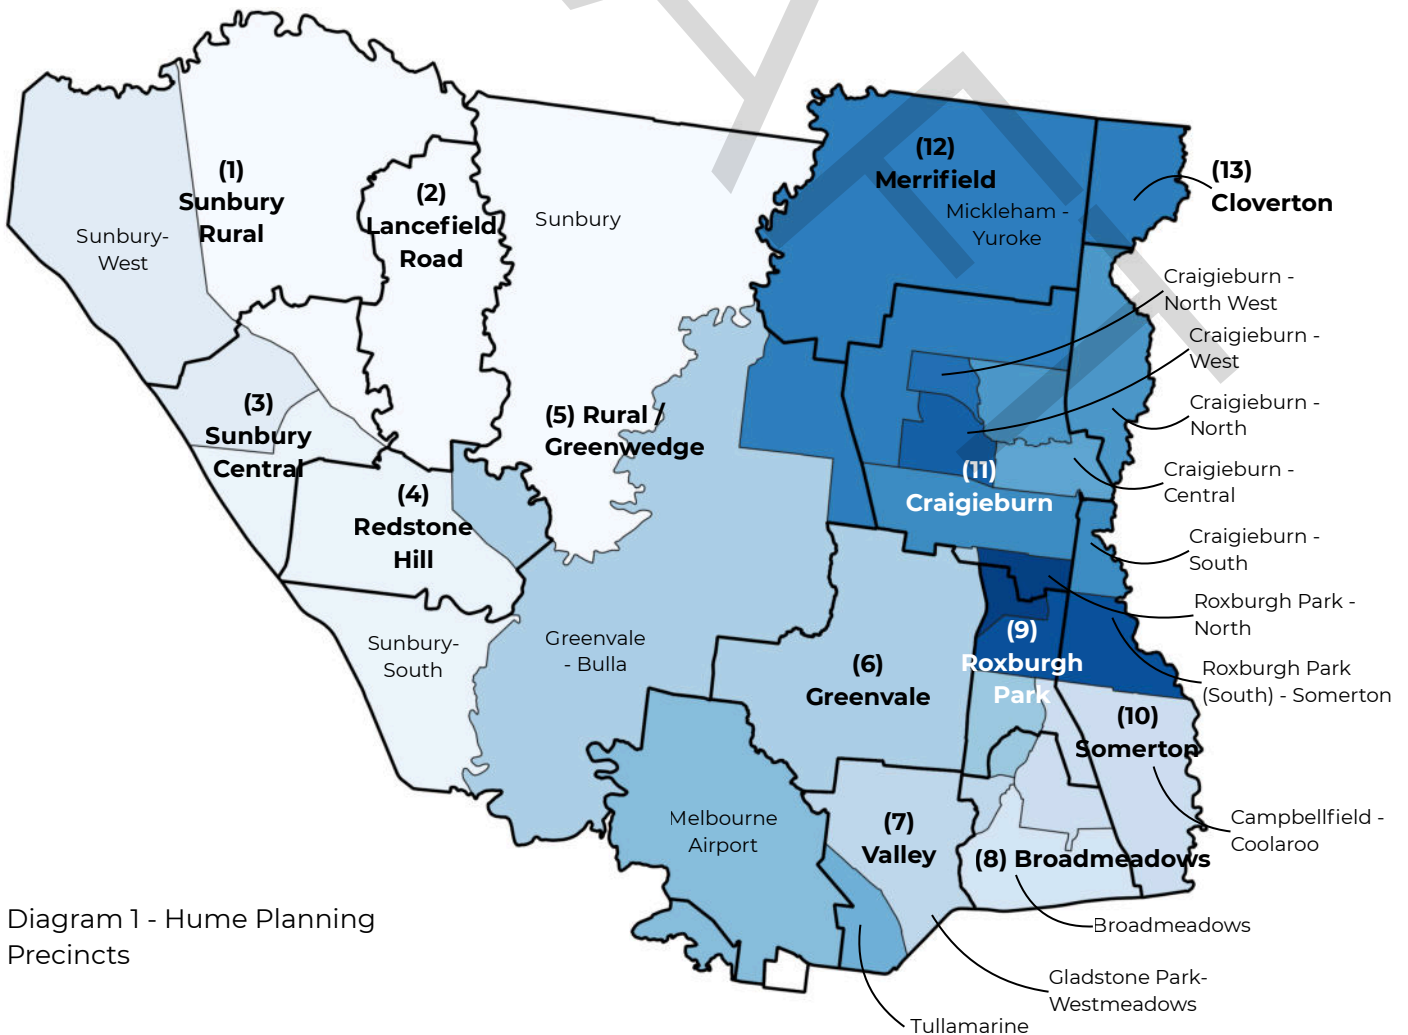 (1)
Sunbury
Rural
Sunbury-
West
(2)
Lancefield
Road
Sunbury
(12)
Merrifield
Mickleham -
Yuroke
(13)
Cloverton
Craigieburn -
North West
Craigieburn -
West
Craigieburn -
North
Craigieburn -
Central
Craigieburn -
South
Roxburgh Park -
North
Roxburgh Park
(South) - Somerton
(3)
Sunbury
Central
(4)
Redstone
Hill
(5) Rural /
Greenwedge
(11)
Craigieburn
Sunbury-
South
Greenvale
- Bulla
(6)
Greenvale
(9)
Roxburgh
Park
(10)
Somerton
Melbourne
Airport
(7)
Valley
(8) Broadmeadows
Campbellfield -
Coolaroo
Broadmeadows
Gladstone Park-
Westmeadows
Tullamarine
Diagram 1 - Hume Planning
Precincts